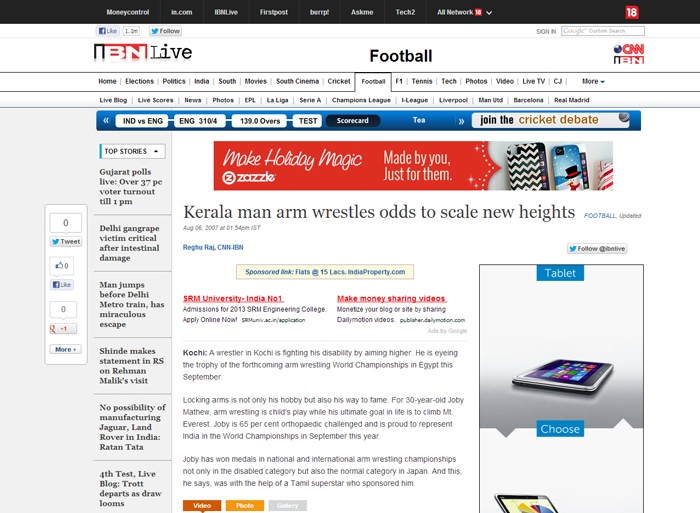 Moneycontrol in.com IBNLive Firstpost burrp! Askme Tech2 All Network 18 18
Like 1.1m Follow SIGN IN Google™ Custom Search
IBN Live Football CNN IBN
Home Elections Politics India South Movies South Cinema Cricket Football F1 Tennis Tech Photos Video Live TV CJ More
Live Blog Live Scores News Photos EPL La Liga Serie A Champions League I-League Liverpool Man Utd Barcelona Real Madrid
« IND vs ENG ENG 310/4 139.0 Overs TEST Scorecard Tea » join the cricket debate
TOP STORIES
Gujarat polls
live: Over 37 pc
voter turnout
till 1 pm
Delhi gangrape
victim critical
after intestinal
damage
Man jumps
before Delhi
Metro train, has
miraculous
escape
Shinde makes
statement in RS
on Rehman
Malik's visit
No possibility of
manufacturing
Jaguar, Land
Rover in India:
Ratan Tata
4th Test, Live
Blog: Trott
departs as draw
looms
0
Tweet
0
Like
0
+1
More +
Make Holiday Magic
zazzle
Made by you,
Just for them.
Kerala man arm wrestles odds to scale new heights FOOTBALL, Updated
Aug 06, 2007 at 01:54pm IST
Reghu Raj, CNN-IBN
Follow @ibnlive
Sponsored link: Flats @ 15 Lacs. IndiaProperty.com
SRM University- India No1
Admissions for 2013 SRM Engineering College.
Apply Online Now! SRMuniv.ac.in/application
Make money sharing videos
Monetize your blog or site by sharing
Dailymotion videos. publisher.dailymotion.com
Ads by Google
Kochi: A wrestler in Kochi is fighting his disability by aiming higher. He is eyeing
the trophy of the forthcoming arm wrestling World Championships in Egypt this
September.
Locking arms is not only his hobby but also his way to fame. For 30-year-old Joby
Mathew, arm wrestling is child's play while his ultimate goal in life is to climb Mt.
Everest. Joby is 65 per cent orthopaedic challenged and is proud to represent
India in the World Championships in September this year.
Joby has won medals in national and international arm wrestling championships
not only in the disabled category but also the normal category in Japan. And this,
he says, was with the help of a Tamil superstar who sponsored him.
Video Photo Gallery
Tablet
Choose